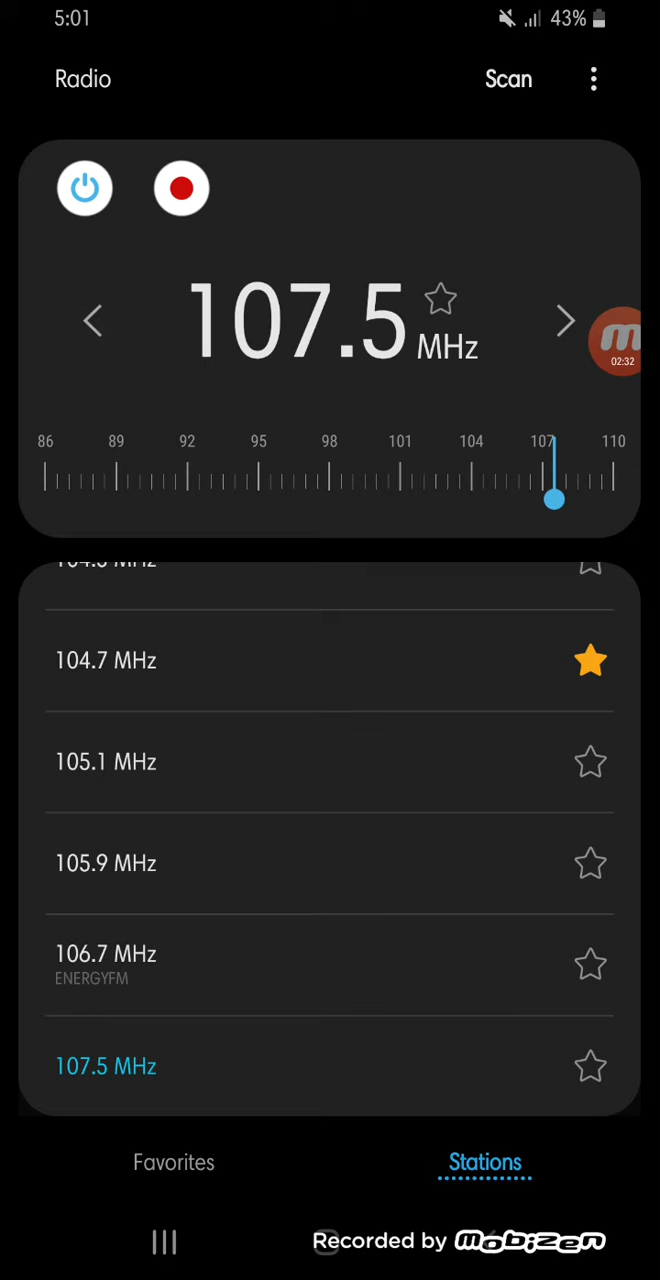 5:01
43%
Radio
Scan
107.5
MHz
02:32
86 89 92 95 98 101 104 107 110
104.7 MHz
105.1 MHz
105.9 MHz
106.7 MHz
ENERGYFM
107.5 MHz
Favorites
Stations
Recorded by mobizen